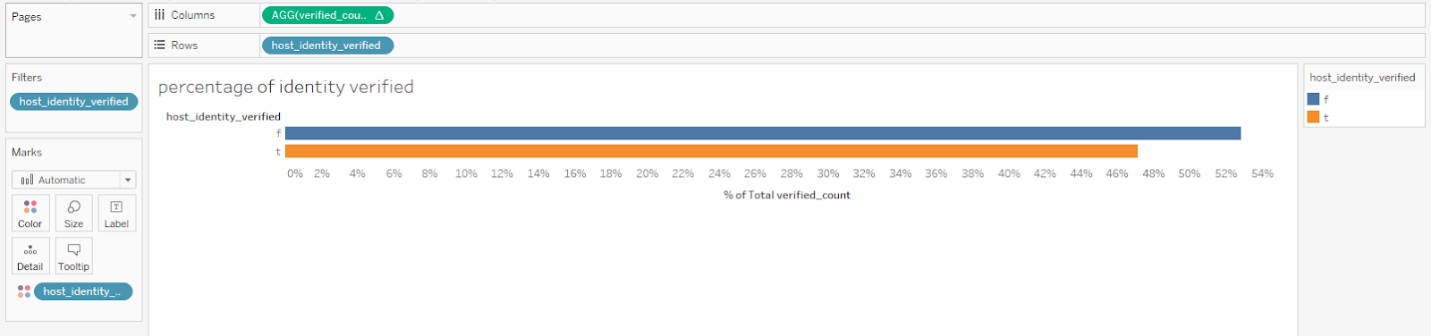 Pages
Columns
AGG(verified_cou..
Rows
host_identity_verified
Filters
host_identity_verified
Marks
Automatic
Color
Size
Label
Detail
Tooltip
host_identity_..
percentage of identity verified
host_identity_verified
f
t
0% 2% 4% 6% 8% 10% 12% 14% 16% 18% 20% 22% 24% 26% 28% 30% 32% 34% 36% 38% 40% 42% 44% 46% 48% 50% 52% 54%
% of Total verified_count
host_identity_verified
f
t